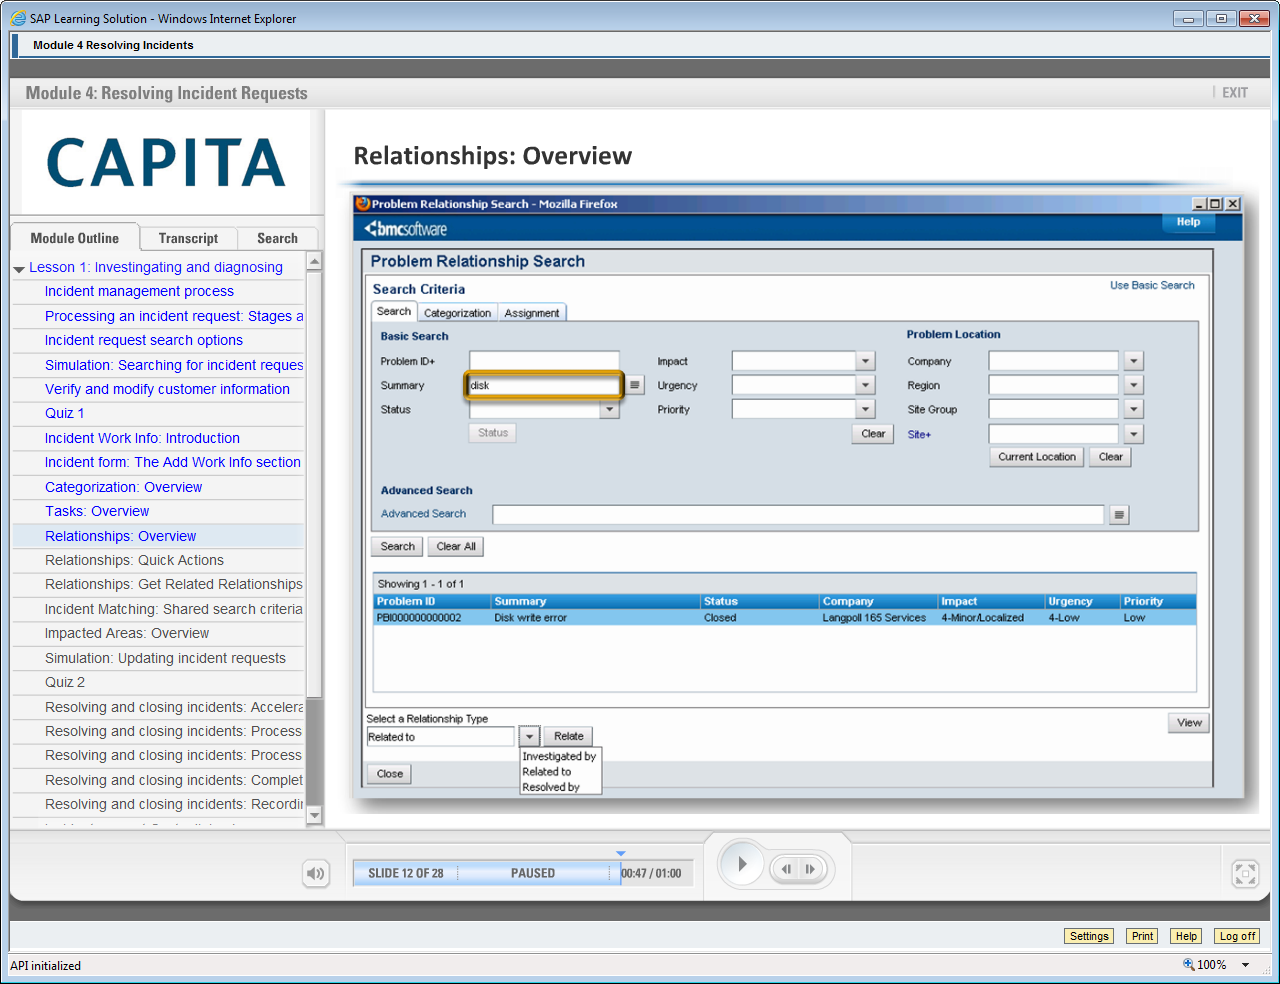 SAP Learning Solution - Windows Internet Explorer
Module 4 Resolving Incidents
Module 4: Resolving Incident Requests
EXIT
CAPITA
Module Outline
Transcript
Search
Lesson 1: Investingating and diagnosing
Incident management process
Processing an incident request: Stages a
Incident request search options
Simulation: Searching for incident reques
Verify and modify customer information
Quiz 1
Incident Work Info: Introduction
Incident form: The Add Work Info section
Categorization: Overview
Tasks: Overview
Relationships: Overview
Relationships: Quick Actions
Relationships: Get Related Relationships
Incident Matching: Shared search criteria
Impacted Areas: Overview
Simulation: Updating incident requests
Quiz 2
Resolving and closing incidents: Accelera
Resolving and closing incidents: Process
Resolving and closing incidents: Process
Resolving and closing incidents: Complet
Resolving and closing incidents: Recordin
Relationships: Overview
Problem Relationship Search - Mozilla Firefox
bmcsoftware
Help
Problem Relationship Search
Search Criteria
Use Basic Search
Search Categorization Assignment
Basic Search
Problem Location
Problem ID+ Impact Company
Summary disk Urgency Region
Status Priority Site Group
Status Clear Site+
Current Location Clear
Advanced Search
Advanced Search
Search Clear All
Showing 1 - 1 of 1
Problem ID Summary Status Company Impact Urgency Priority
PBI000000000002 Disk write error Closed Langpoll 165 Services 4-Minor/Localized 4-Low Low
Select a Relationship Type
View
Related to Relate
Investigated by
Related to
Resolved by
Close
SLIDE 12 OF 28 PAUSED 00:47 / 01:00
Settings Print Help Log off
API initialized
100%